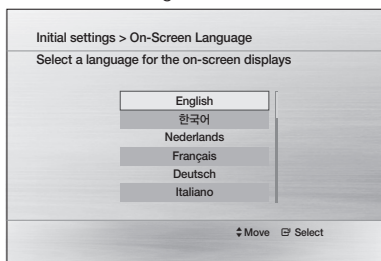 Initial settings > On-Screen Language
Select a language for the on-screen displays
English
한국어
Nederlands
Français
Deutsch
Italiano
Move Select